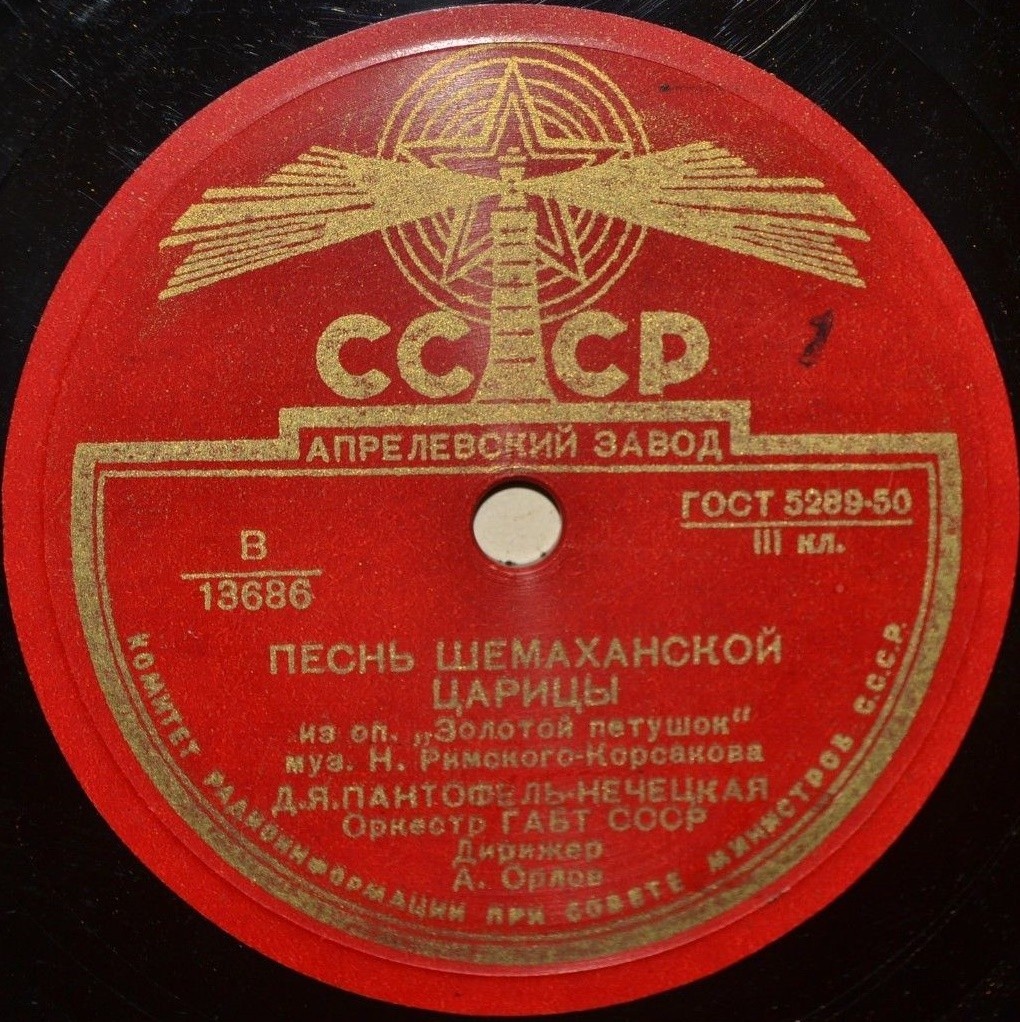 СССР
АПРЕЛЕВСКИЙ ЗАВОД
ГОСТ 5289-50
III кл.
В
13686
ПЕСНЬ ШЕМАХАНСКОЙ
ЦАРИЦЫ
из оп. „Золотой петушок“
муз. Н. Римского-Корсакова
Д.Я.ПАНТОФЕЛЬ-НЕЧЕЦКАЯ
Оркестр ГАБТ СССР
Дирижер
А. Орлов
КОМИТЕТ РАДИОИНФОРМАЦИИ ПРИ СОВЕТЕ МИНИСТРОВ С.С.С.Р.